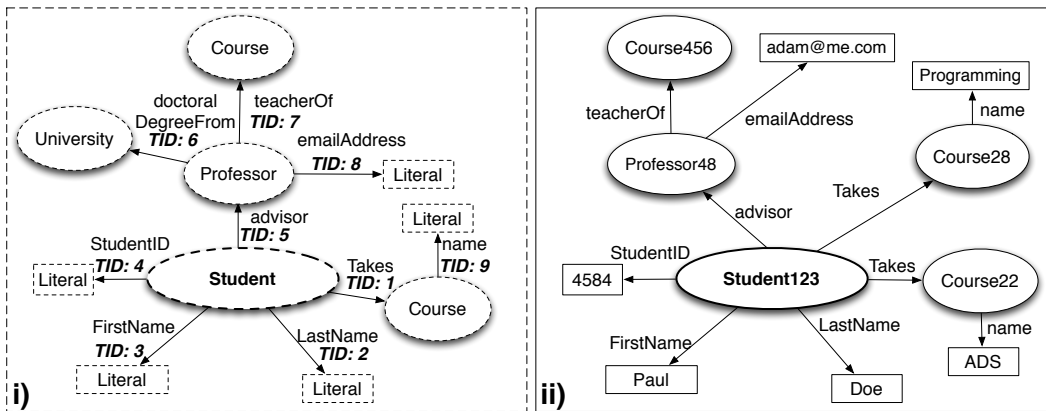 Course
doctoral
DegreeFrom
TID: 6
teacherOf
TID: 7
University
emailAddress
TID: 8
Professor
Literal
Literal
advisor
TID: 5
name
TID: 9
StudentID
TID: 4
Literal
Student
Takes
TID: 1
Course
FirstName
TID: 3
LastName
TID: 2
Literal
Literal
i)
Course456
adam@me.com
Programming
teacherOf
name
emailAddress
Professor48
Course28
Takes
advisor
StudentID
4584
Student123
Takes
Course22
FirstName
LastName
name
Paul
Doe
ADS
ii)